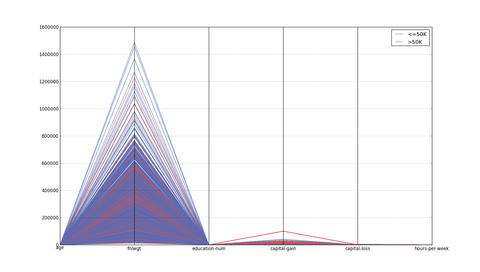 1600000
<=50K
>50K
1400000
1200000
1000000
800000
600000
400000
200000
0
age
fnlwgt
education-num
capital-gain
capital-loss
hours-per-week